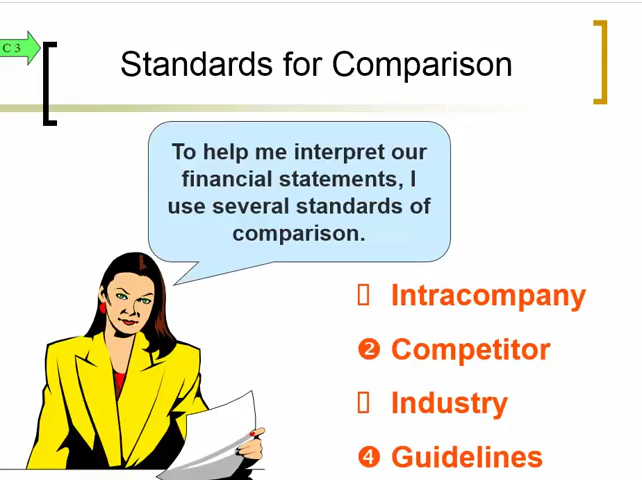 C 3
Standards for Comparison
To help me interpret our
financial statements, I
use several standards of
comparison.
▯ Intracompany
❷ Competitor
▯ Industry
❹ Guidelines